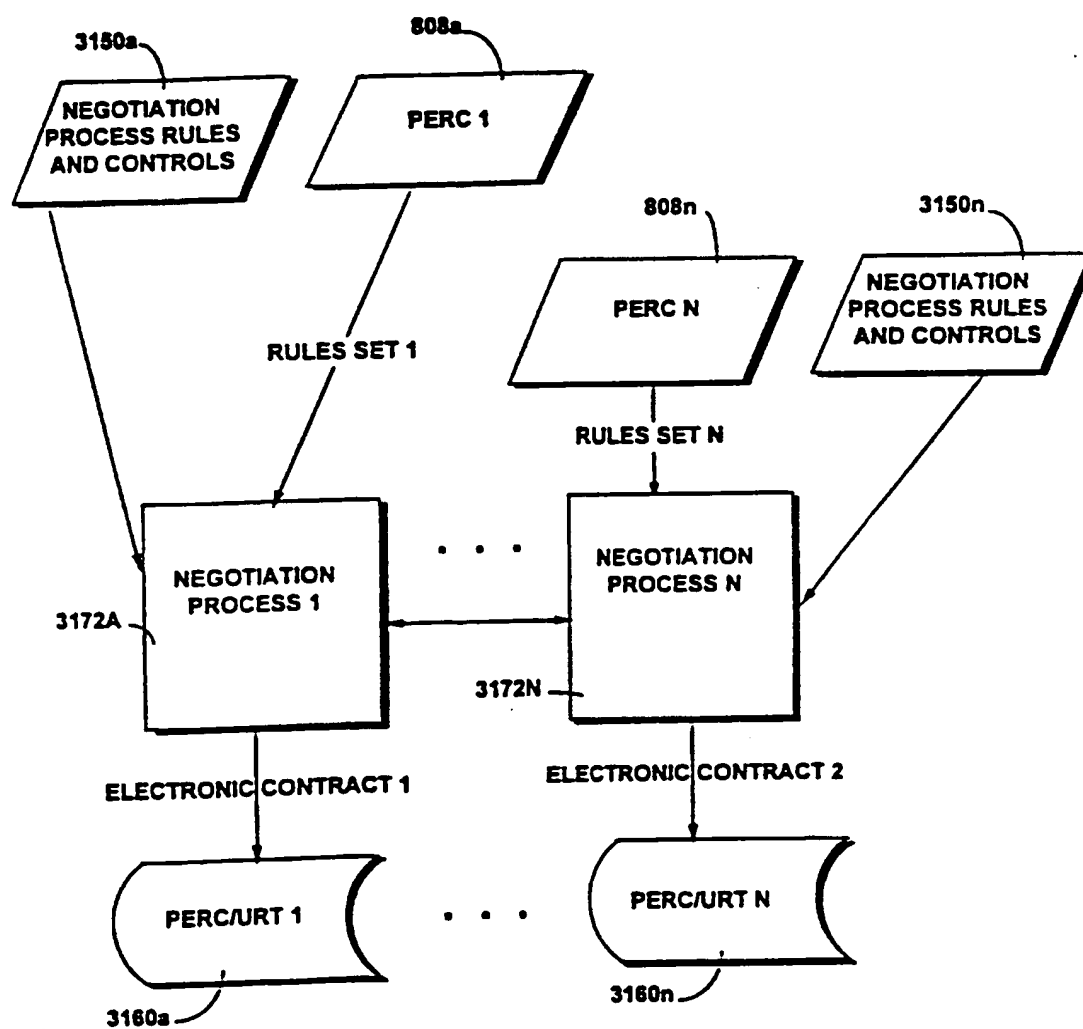 3150a
808a
NEGOTIATION
PROCESS RULES
AND CONTROLS
PERC 1
808n
3150n
PERC N
NEGOTIATION
PROCESS RULES
AND CONTROLS
RULES SET 1
RULES SET N
NEGOTIATION
PROCESS 1
. . .
NEGOTIATION
PROCESS N
3172A
3172N
ELECTRONIC CONTRACT 1
ELECTRONIC CONTRACT 2
PERC/URT 1
. . .
PERC/URT N
3160a
3160n